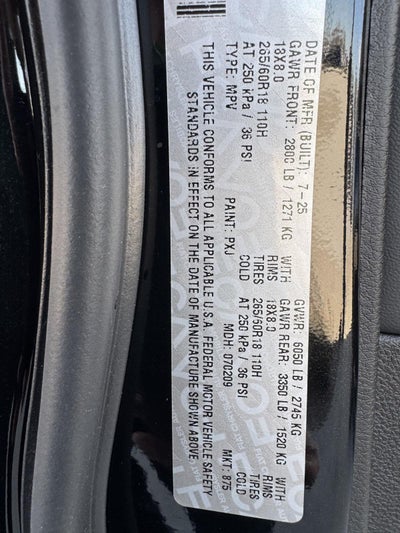 DATE OF MFR (BUILT): 7-25 GVWR: 6050 LB / 2745 KG
GAWR FRONT: 2800 LB / 1271 KG WITH GAWR REAR: 3350 LB / 1520 KG WITH
18X8.0 RIMS 18X8.0 RIMS
265/60R18 110H TIRES 265/60R18 110H TIRES
AT 250 kPa / 36 PSI COLD AT 250 kPa / 36 PSI COLD
TYPE: MPV PAINT: PXJ MDH: 070209 MKT: 875
THIS VEHICLE CONFORMS TO ALL APPLICABLE U.S.A. FEDERAL MOTOR VEHICLE SAFETY
STANDARDS IN EFFECT ON THE DATE OF MANUFACTURE SHOWN ABOVE